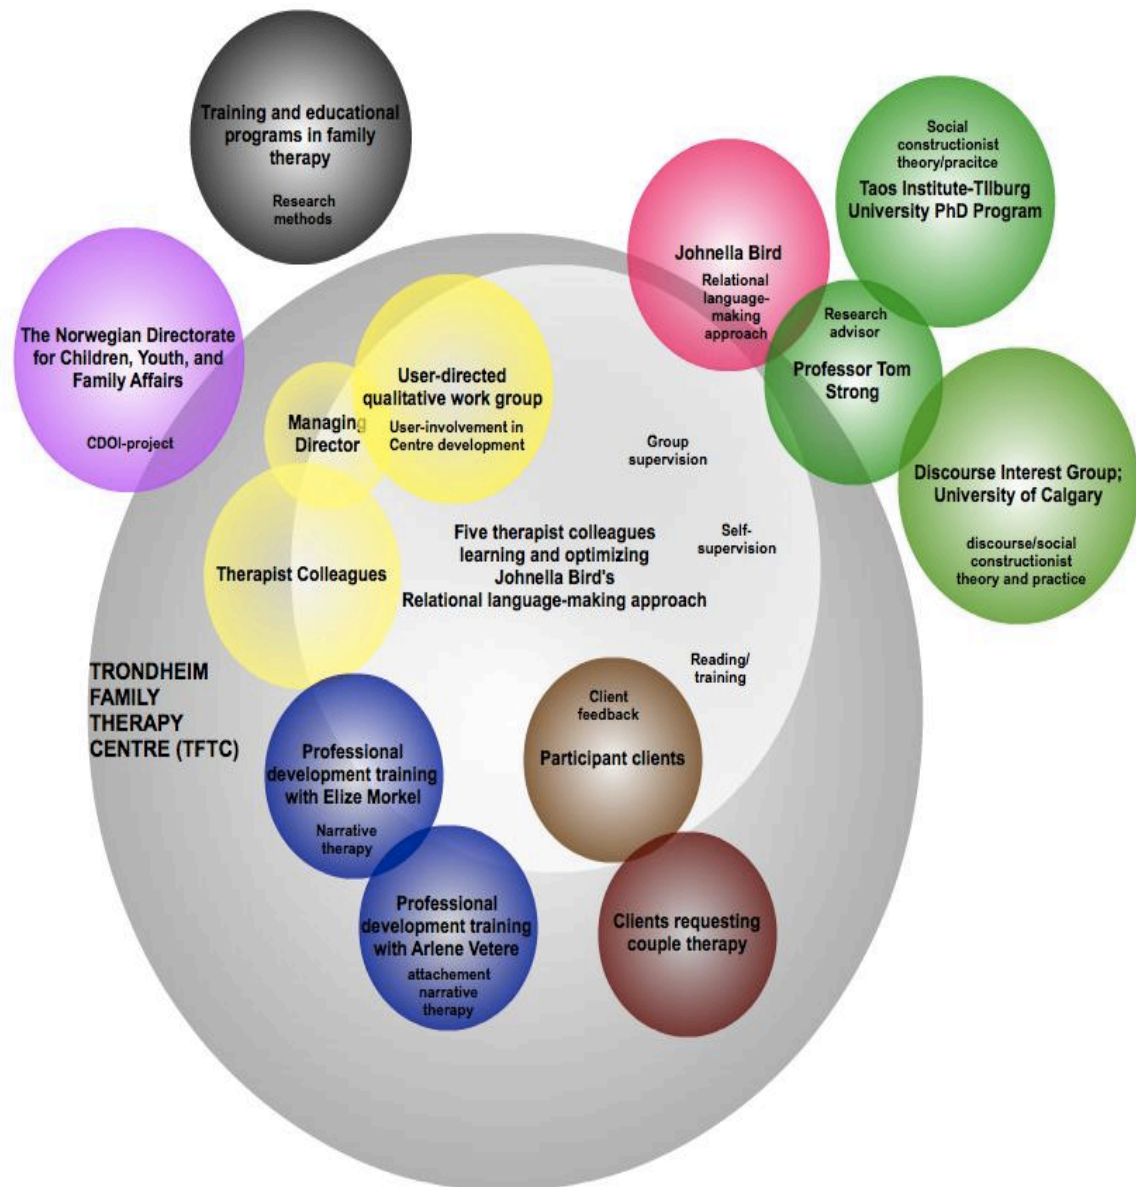 Training and educational
programs in family
therapy
Research
methods
Social
constructionist
theory/pracitce
Taos Institute-TIlburg
University PhD Program
Johnella Bird
Relational
language-
making
approach
Research
advisor
Professor Tom
Strong
The Norwegian Directorate
for Children, Youth, and
Family Affairs
CDOI-project
User-directed
qualitative work group
User-involvement in
Centre development
Managing
Director
Group
supervision
Discourse Interest Group;
University of Calgary
discourse/social
constructionist
theory and practice
Five therapist colleagues
learning and optimizing
Johnella Bird's
Relational language-making approach
Self-
supervision
Therapist Colleagues
Reading/
training
TRONDHEIM
FAMILY
THERAPY
CENTRE (TFTC)
Client
feedback
Participant clients
Professional
development training
with Elize Morkel
Narrative
therapy
Professional
development training
with Arlene Vetere
attachement
narrative
therapy
Clients requesting
couple therapy